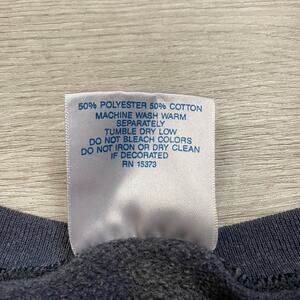 50% POLYESTER 50% COTTON
MACHINE WASH WARM
SEPARATELY
TUMBLE DRY LOW
DO NOT BLEACH COLORS
DO NOT IRON OR DRY CLEAN
IF DECORATED
RN 15373